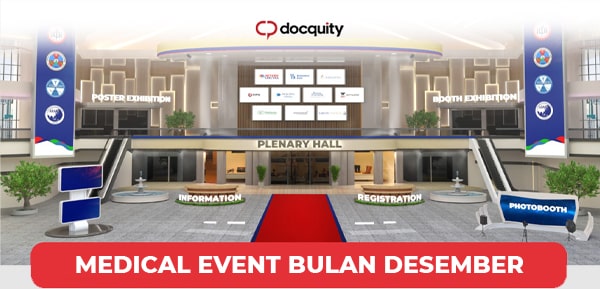 docquity
POSTER EXHIBITION
BOOTH EXHIBITION
PLENARY HALL
INFORMATION
REGISTRATION
PHOTOBOOTH
MEDICAL EVENT BULAN DESEMBER